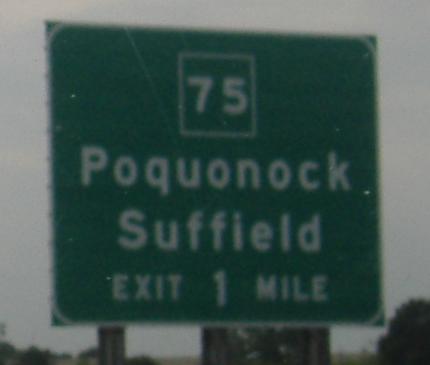 75
Poquonock
Suffield
EXIT 1 MILE